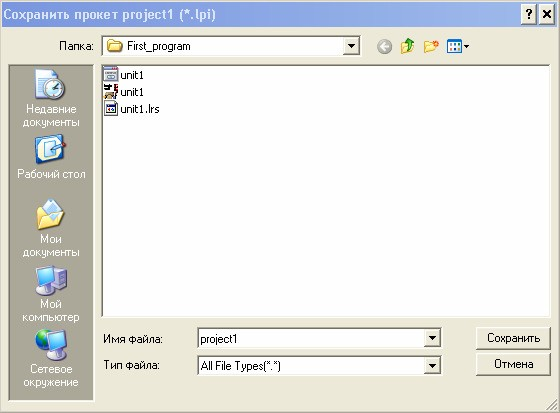 Сохранить прокет project1 (*.lpi)
Папка: First_program
Недавние
документы
Рабочий стол
Мои
документы
Мой
компьютер
Сетевое
окружение
unit1
unit1
unit1.lrs
Имя файла: project1 Сохранить
Тип файла: All File Types(*.*) Отмена